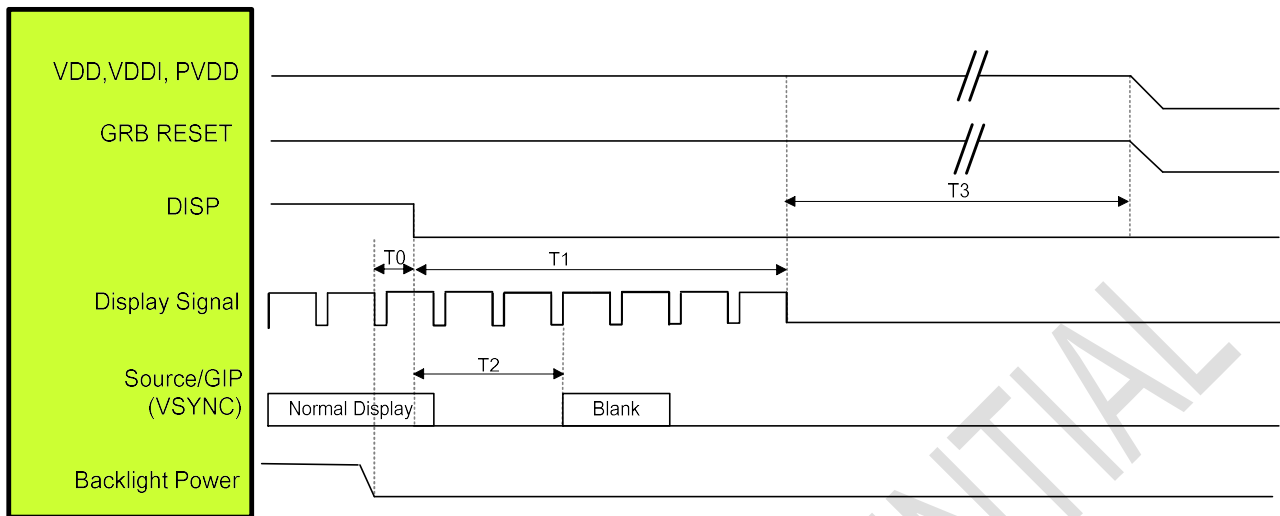 VDD,VDDI, PVDD
GRB RESET
T3
DISP
T0
T1
Display Signal
T2
Source/GIP
(VSYNC)
Normal Display
Blank
Backlight Power
NTIAL